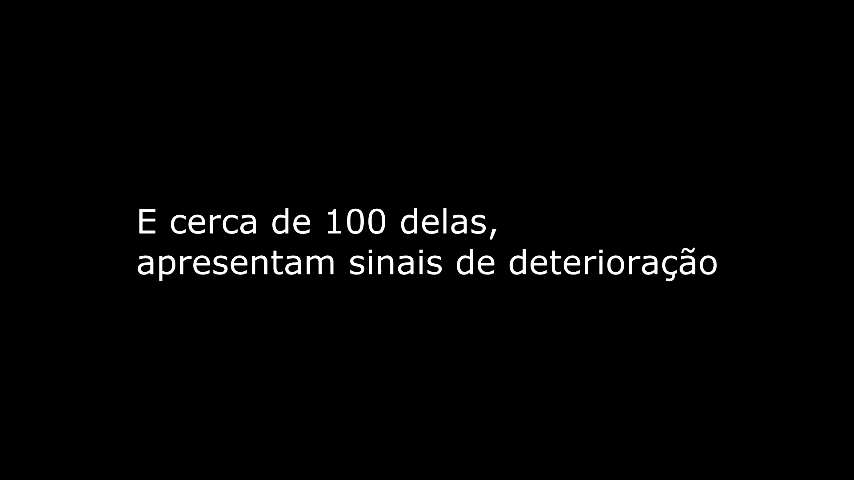 E cerca de 100 delas,
apresentam sinais de deterioração